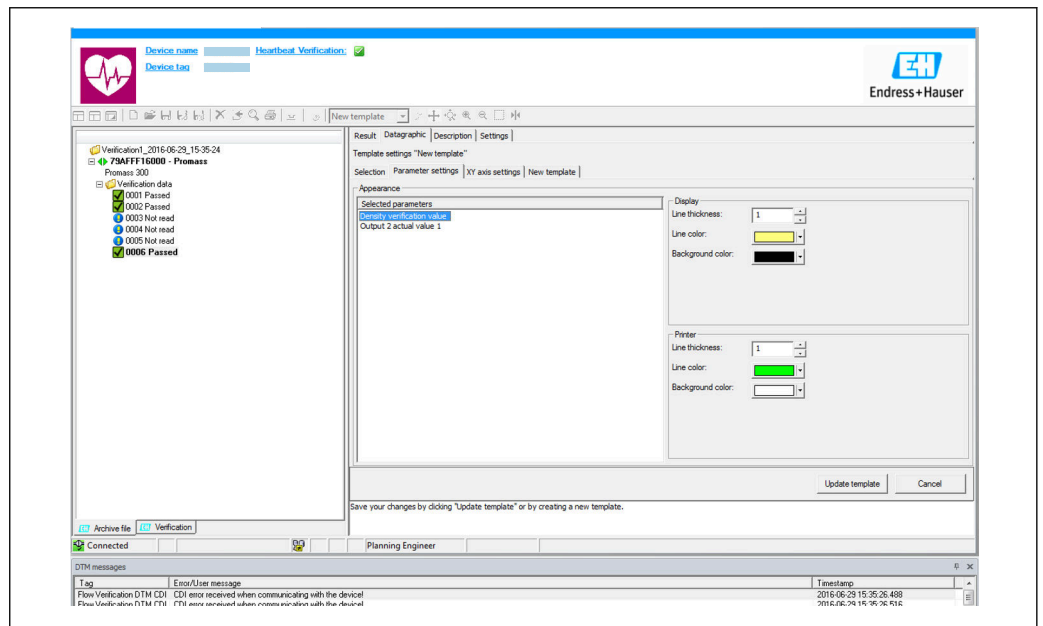 Device name
Heartbeat Verification:
Device tag
EH
Endress+Hauser
New template
Verification1_2016-06-29_15-35-24
79AFFF16000 - Promass
Promass 300
Verification data
0001 Passed
0002 Passed
0003 Not read
0004 Not read
0005 Not read
0006 Passed
Result Datagraphic Description Settings
Template settings "New template"
Selection Parameter settings XY axis settings New template
Appearance
Selected parameters
Density verification value
Output 2 actual value 1
Display
Line thickness: 1
Line color:
Background color:
Printer
Line thickness: 1
Line color:
Background color:
Update template Cancel
Save your changes by clicking "Update template" or by creating a new template.
Archive file Verification
Connected Planning Engineer
DTM messages
Tag Error/User message Timestamp
Flow Verification DTM CDI CDI error received when communicating with the device! 2016-06-29 15:35:26.488
Flow Verification DTM CDI CDI error received when communicating with the device! 2016-06-29 15:35:26.516